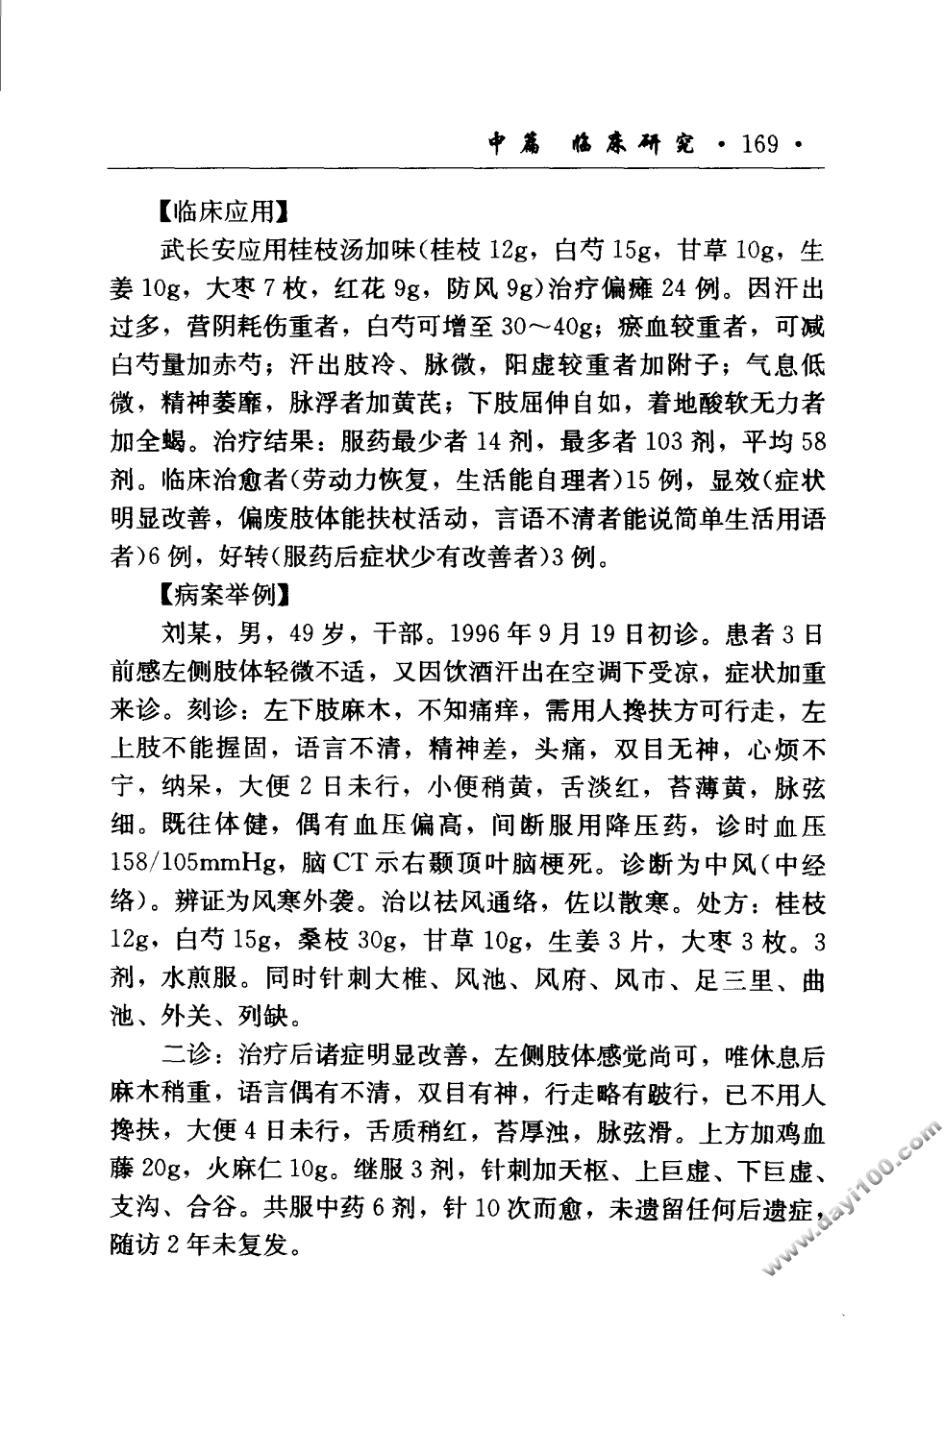 中篇 临床研究 · 169 ·
【临床应用】
武长安应用桂枝汤加味(桂枝 12g，白芍 15g，甘草 10g，生
姜 10g，大枣 7 枚，红花 9g，防风 9g)治疗偏瘫 24 例。因汗出
过多，营阴耗伤重者，白芍可增至 30～40g；瘀血较重者，可减
白芍量加赤芍；汗出肢冷、脉微，阳虚较重者加附子；气息低
微，精神萎靡，脉浮者加黄芪；下肢屈伸自如，着地酸软无力者
加全蝎。治疗结果：服药最少者 14 剂，最多者 103 剂，平均 58
剂。临床治愈者(劳动力恢复，生活能自理者)15 例，显效(症状
明显改善，偏废肢体能扶杖活动，言语不清者能说简单生活用语
者)6 例，好转(服药后症状少有改善者)3 例。
【病案举例】
刘某，男，49 岁，干部。1996 年 9 月 19 日初诊。患者 3 日
前感左侧肢体轻微不适，又因饮酒汗出在空调下受凉，症状加重
来诊。刻诊：左下肢麻木，不知痛痒，需用人搀扶方可行走，左
上肢不能握固，语言不清，精神差，头痛，双目无神，心烦不
宁，纳呆，大便 2 日未行，小便稍黄，舌淡红，苔薄黄，脉弦
细。既往体健，偶有血压偏高，间断服用降压药，诊时血压
158/105mmHg，脑 CT 示右颞顶叶脑梗死。诊断为中风(中经
络)。辨证为风寒外袭。治以祛风通络，佐以散寒。处方：桂枝
12g，白芍 15g，桑枝 30g，甘草 10g，生姜 3 片，大枣 3 枚。3
剂，水煎服。同时针刺大椎、风池、风府、风市、足三里、曲
池、外关、列缺。
二诊：治疗后诸症明显改善，左侧肢体感觉尚可，唯休息后
麻木稍重，语言偶有不清，双目有神，行走略有跛行，已不用人
搀扶，大便 4 日未行，舌质稍红，苔厚浊，脉弦滑。上方加鸡血
藤 20g，火麻仁 10g。继服 3 剂，针刺加天枢、上巨虚、下巨虚、
支沟、合谷。共服中药 6 剂，针 10 次而愈，未遗留任何后遗症，
随访 2 年未复发。
www.dayi100.com